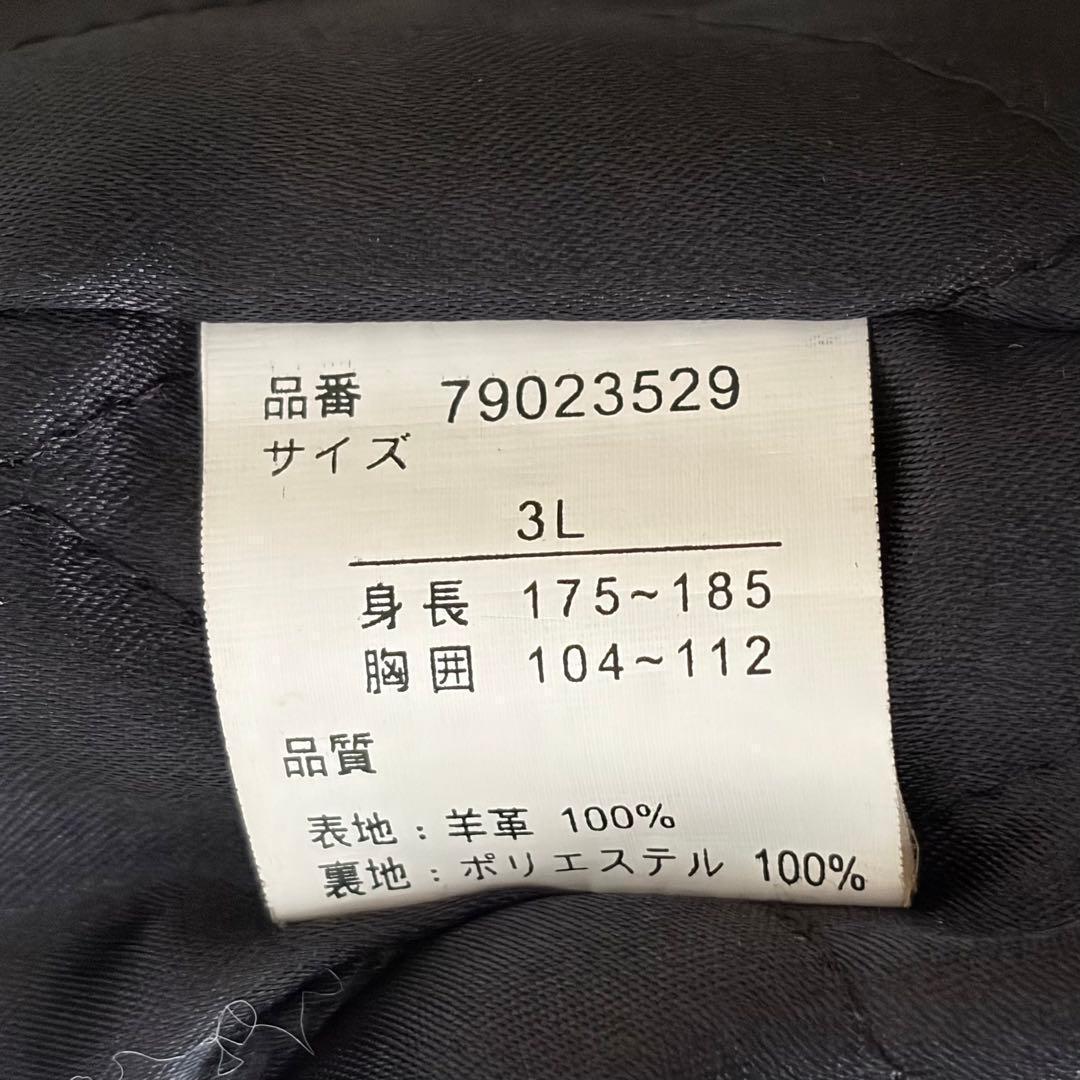 品番 79023529
サイズ
3L
身長 175~185
胸囲 104~112
品質
表地：羊革 100%
裏地：ポリエステル 100%